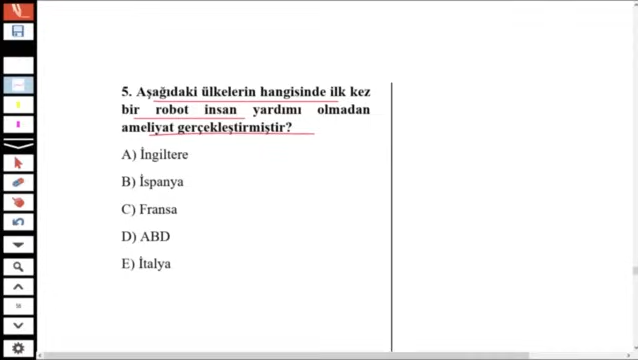 5. Aşağıdaki ülkelerin hangisinde ilk kez
bir robot insan yardımı olmadan
ameliyat gerçekleştirmiştir?
A) İngiltere
B) İspanya
C) Fransa
D) ABD
E) İtalya